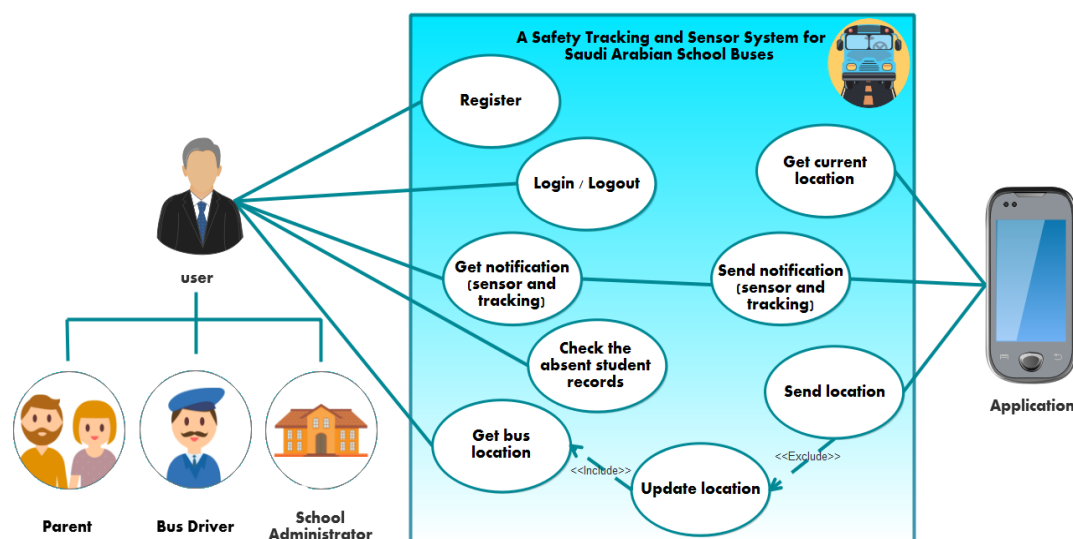 A Safety Tracking and Sensor System for
Saudi Arabian School Buses
Register
Login / Logout
Get current
location
user
Get notification
(sensor and
tracking)
Send notification
(sensor and
tracking)
Check the
absent student
records
Send location
Application
Get bus
location
<<Include>>
<<Exclude>>
Update location
Parent
Bus Driver
School
Administrator